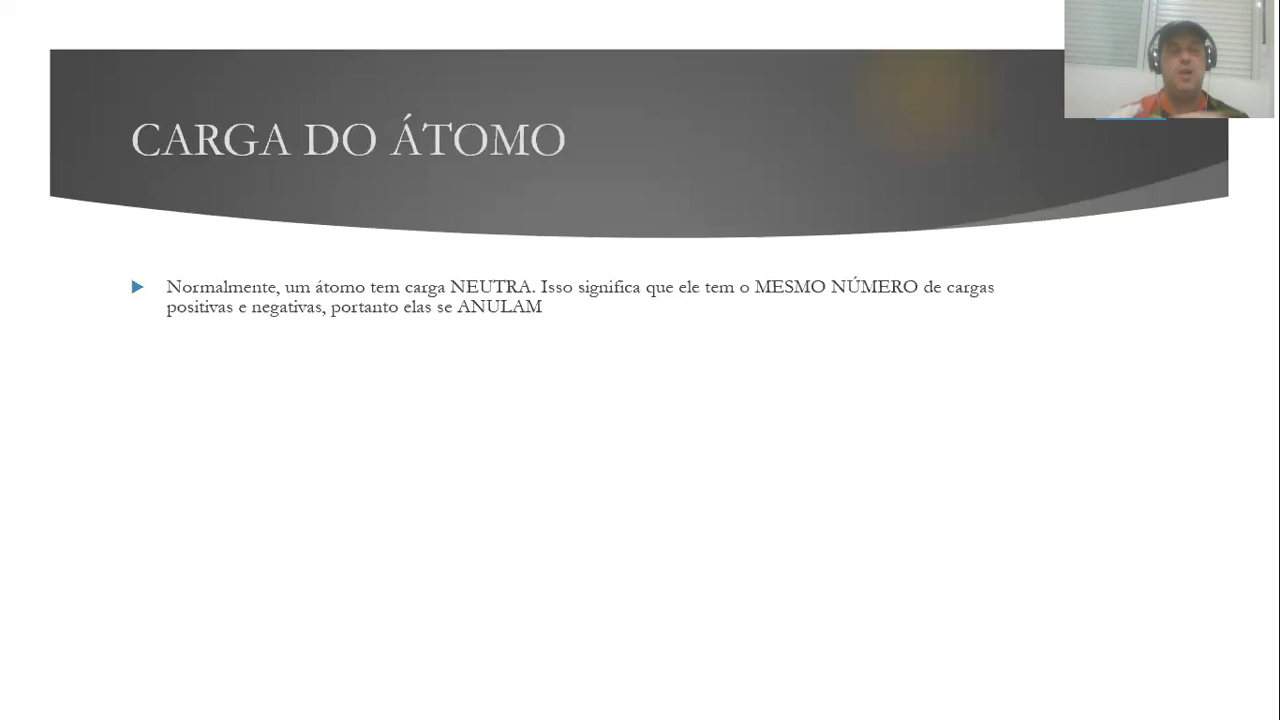 CARGA DO ÁTOMO
Normalmente, um átomo tem carga NEUTRA. Isso significa que ele tem o MESMO NÚMERO de cargas
positivas e negativas, portanto elas se ANULAM